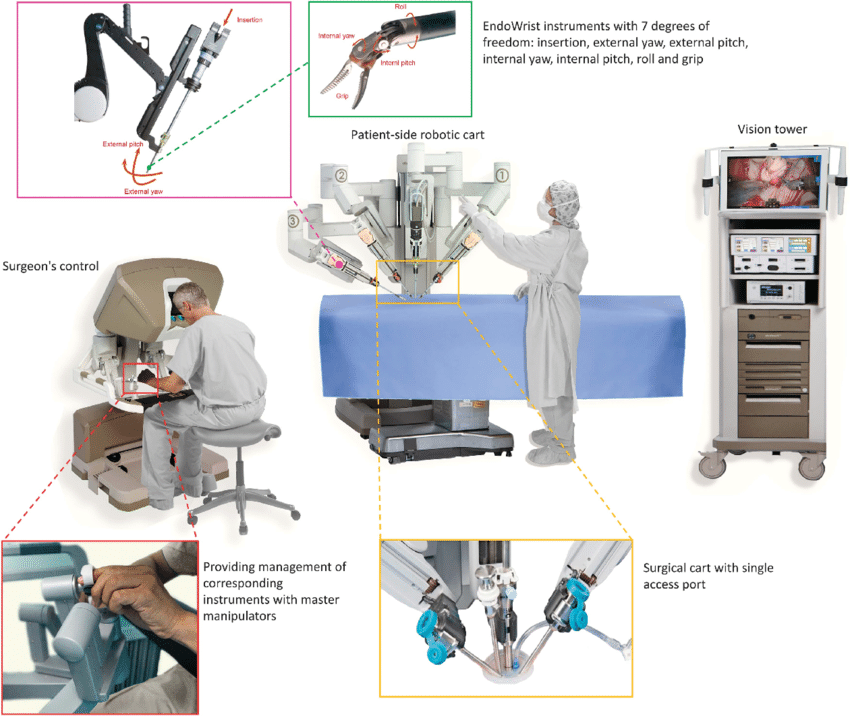 Insertion
External pitch
External yaw
Roll
Internal yaw
Internl pitch
Grip
EndoWrist instruments with 7 degrees of
freedom: insertion, external yaw, external pitch,
internal yaw, internal pitch, roll and grip
Patient-side robotic cart
Vision tower
①
②
③
Surgeon's control
Providing management of
corresponding
instruments with master
manipulators
Surgical cart with single
access port